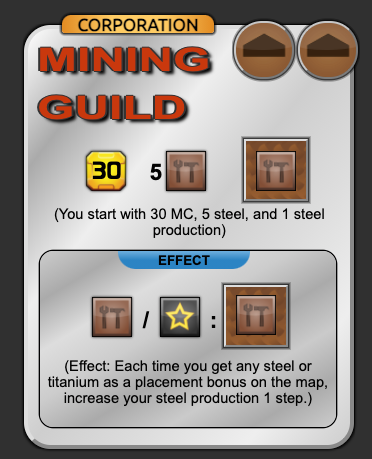 CORPORATION
MINING
GUILD
30 5
(You start with 30 MC, 5 steel, and 1 steel
production)
EFFECT
/ :
(Effect: Each time you get any steel or
titanium as a placement bonus on the map,
increase your steel production 1 step.)